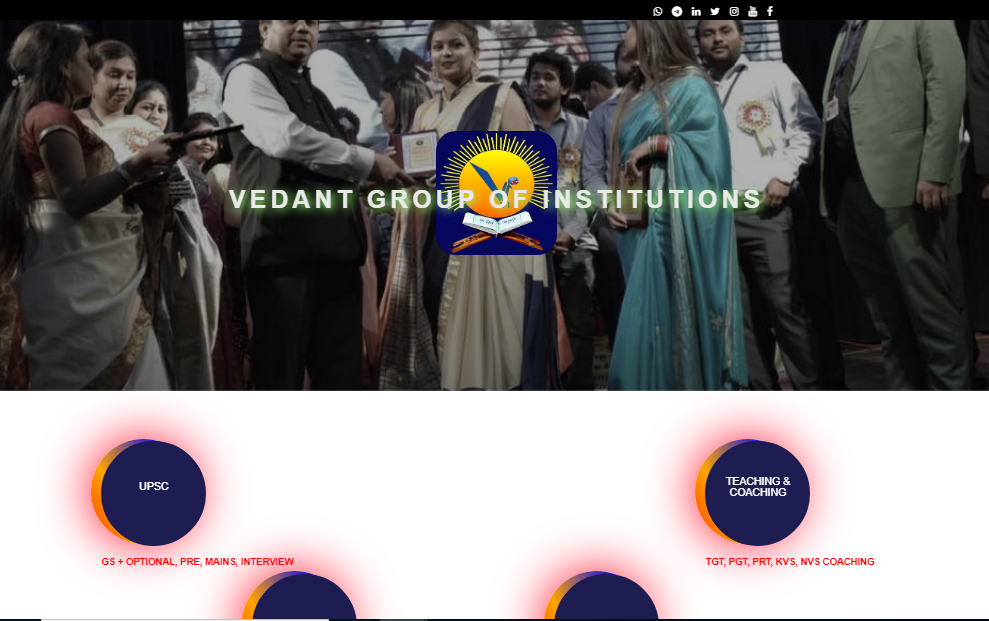 VEDANT GROUP OF INSTITUTIONS
UPSC
TEACHING &
COACHING
GS + OPTIONAL, PRE, MAINS, INTERVIEW
TGT, PGT, PRT, KVS, NVS COACHING